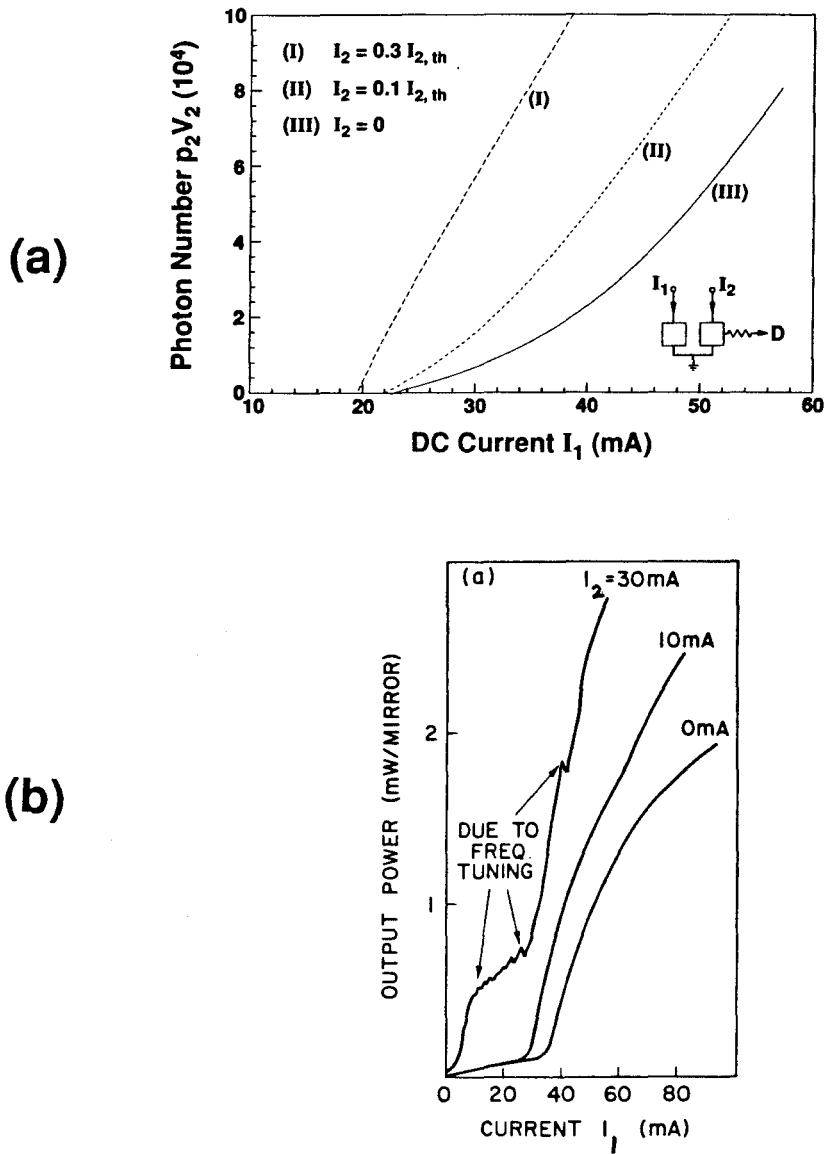 (a)
Photon Number p2V2 (10^4)
10
8
6
4
2
0
(I) I2 = 0.3 I2, th
(II) I2 = 0.1 I2, th
(III) I2 = 0
(I)
(II)
(III)
I1 I2
D
10 20 30 40 50 60
DC Current I1 (mA)
(b)
OUTPUT POWER (mW/MIRROR)
(a)
I2=30mA
10mA
0mA
2
1
DUE TO
FREQ.
TUNING
0 20 40 60 80
CURRENT I1 (mA)